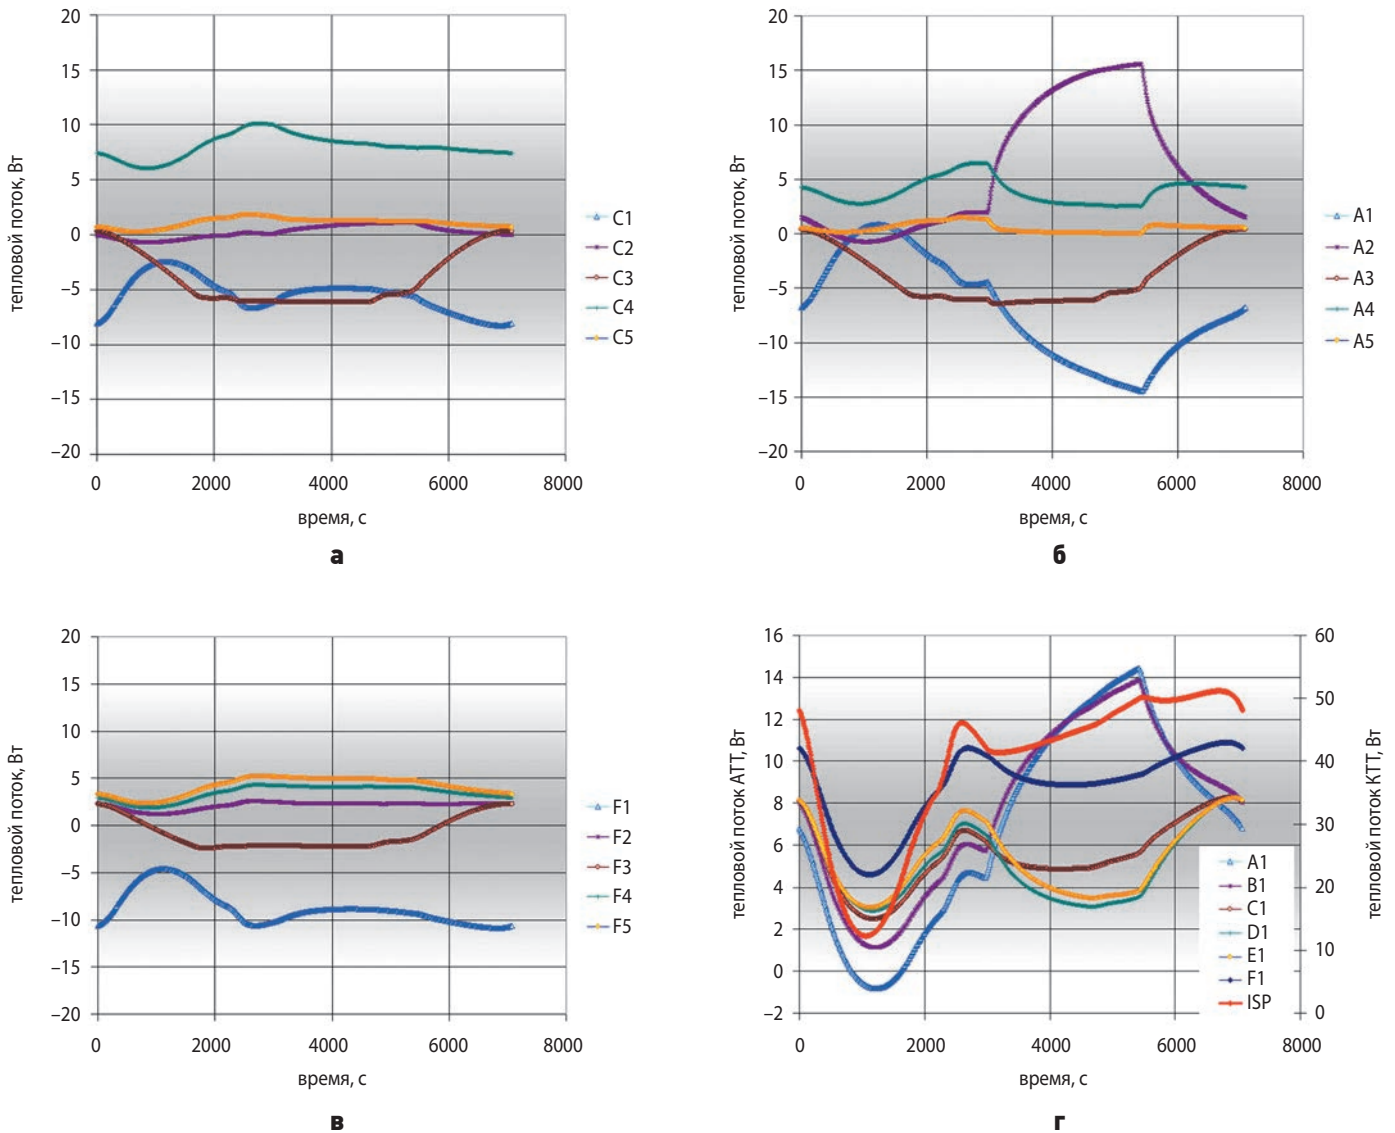 20
15
10
5
0
–5
–10
–15
–20
тепловой поток, Вт
0 2000 4000 6000 8000
время, с
C1
C2
C3
C4
C5
а
20
15
10
5
0
–5
–10
–15
–20
тепловой поток, Вт
0 2000 4000 6000 8000
время, с
A1
A2
A3
A4
A5
б
20
15
10
5
0
–5
–10
–15
–20
тепловой поток, Вт
0 2000 4000 6000 8000
время, с
F1
F2
F3
F4
F5
в
16
14
12
10
8
6
4
2
0
–2
тепловой поток АТТ, Вт
60
50
40
30
20
10
0
тепловой поток КТТ, Вт
0 2000 4000 6000 8000
время, с
A1
B1
C1
D1
E1
F1
ISP
г